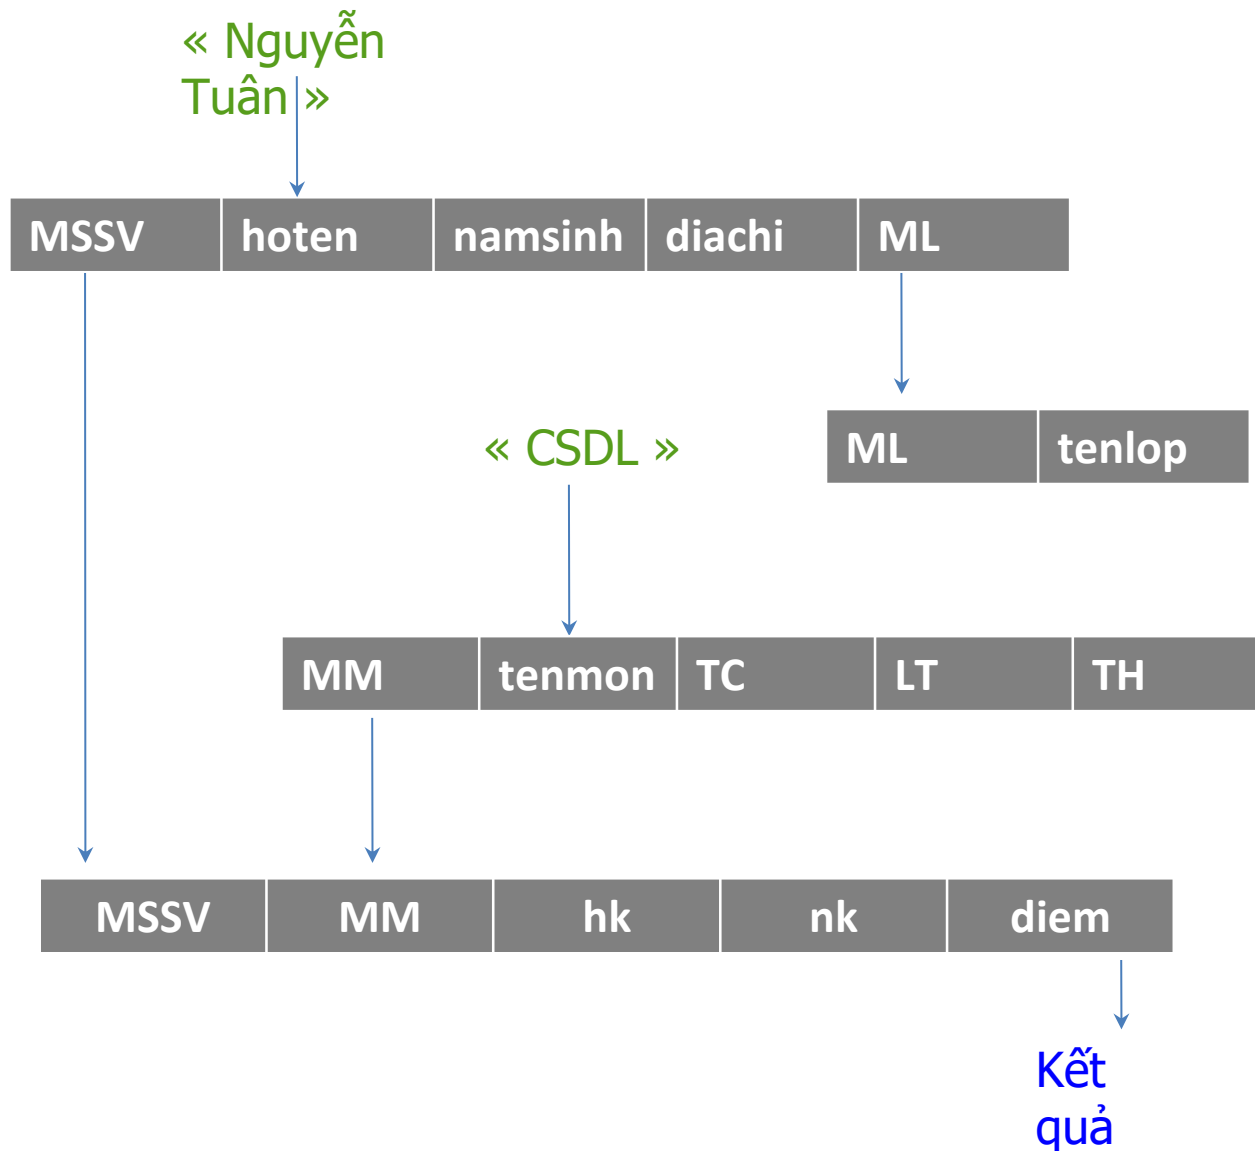 « Nguyễn
Tuân »
MSSV hoten namsinh diachi ML
« CSDL »
ML tenlop
MM tenmon TC LT TH
MSSV MM hk nk diem
Kết
quả